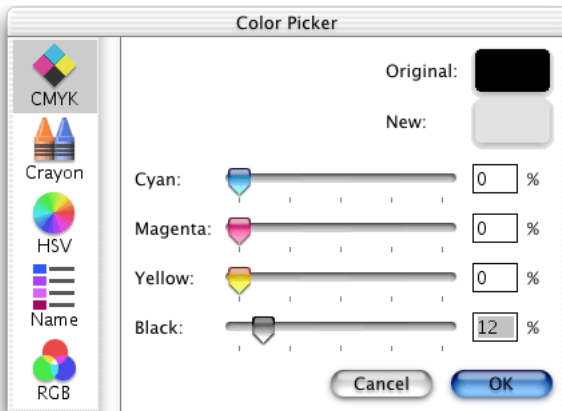 Color Picker
CMYK
Crayon
HSV
Name
RGB
Original:
New:
Cyan: 0 %
Magenta: 0 %
Yellow: 0 %
Black: 12 %
Cancel OK